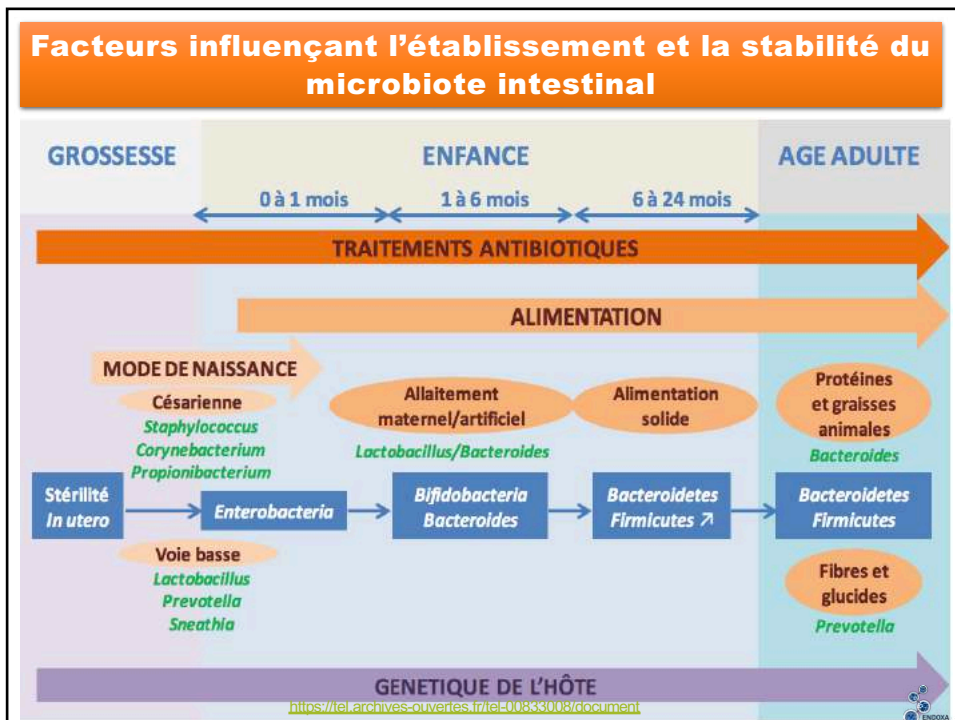 Facteurs influençant l'établissement et la stabilité du
microbiote intestinal
GROSSESSE
ENFANCE
AGE ADULTE
0 à 1 mois
1 à 6 mois
6 à 24 mois
TRAITEMENTS ANTIBIOTIQUES
ALIMENTATION
MODE DE NAISSANCE
Césarienne
Staphylococcus
Corynebacterium
Propionibacterium
Allaitement
maternel/artificiel
Lactobacillus/Bacteroides
Alimentation
solide
Protéines
et graisses
animales
Bacteroides
Stérilité
In utero
Enterobacteria
Bifidobacteria
Bacteroides
Bacteroidetes
Firmicutes ↗
Bacteroidetes
Firmicutes
Voie basse
Lactobacillus
Prevotella
Sneathia
Fibres et
glucides
Prevotella
GENETIQUE DE L'HÔTE
https://tel.archives-ouvertes.fr/tel-00833008/document
ENDOXA